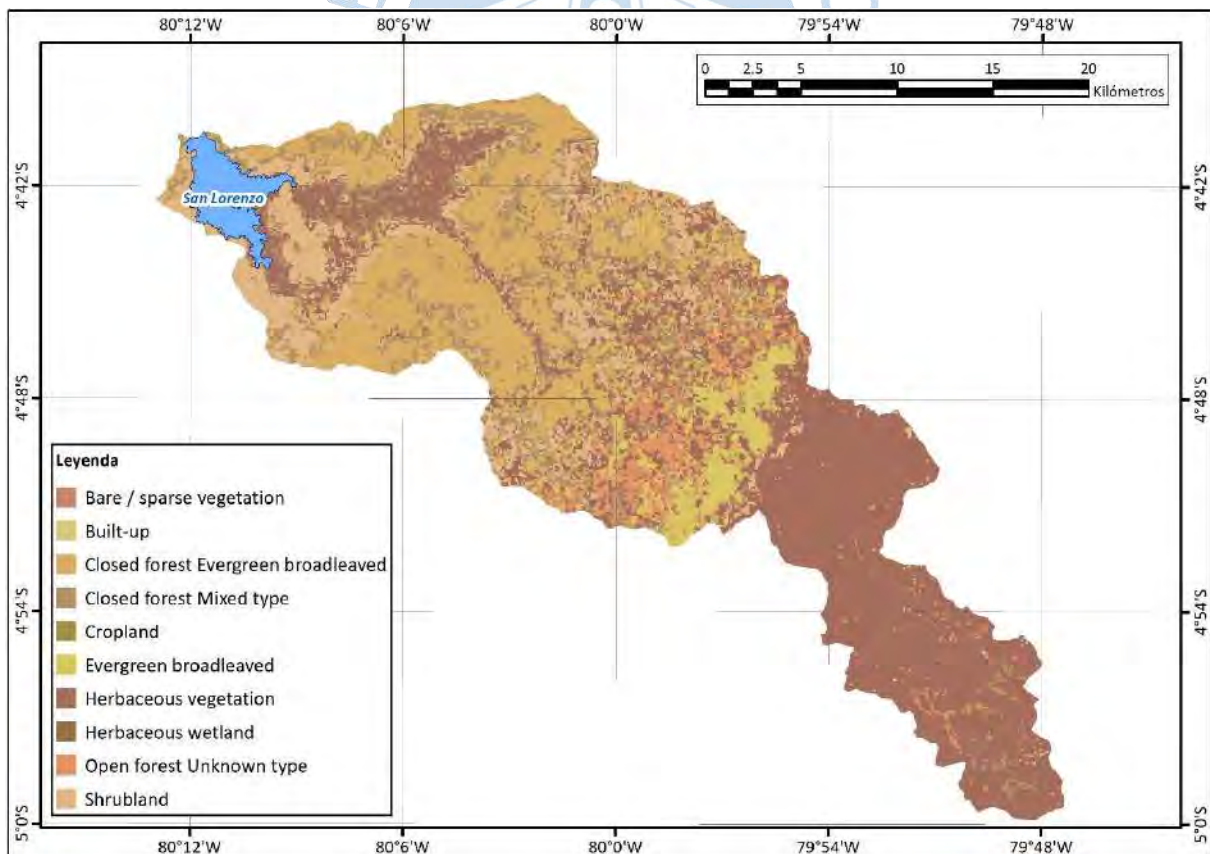 80°12'W 80°6'W 80°0'W 79°54'W 79°48'W
0 2.5 5 10 15 20
Kilómetros
4°42'S 4°42'S
San Lorenzo
4°48'S 4°48'S
Leyenda
Bare / sparse vegetation
Built-up
Closed forest Evergreen broadleaved
Closed forest Mixed type
Cropland
Evergreen broadleaved
Herbaceous vegetation
Herbaceous wetland
Open forest Unknown type
Shrubland
4°54'S 4°54'S
5°0'S 5°0'S
80°12'W 80°6'W 80°0'W 79°54'W 79°48'W